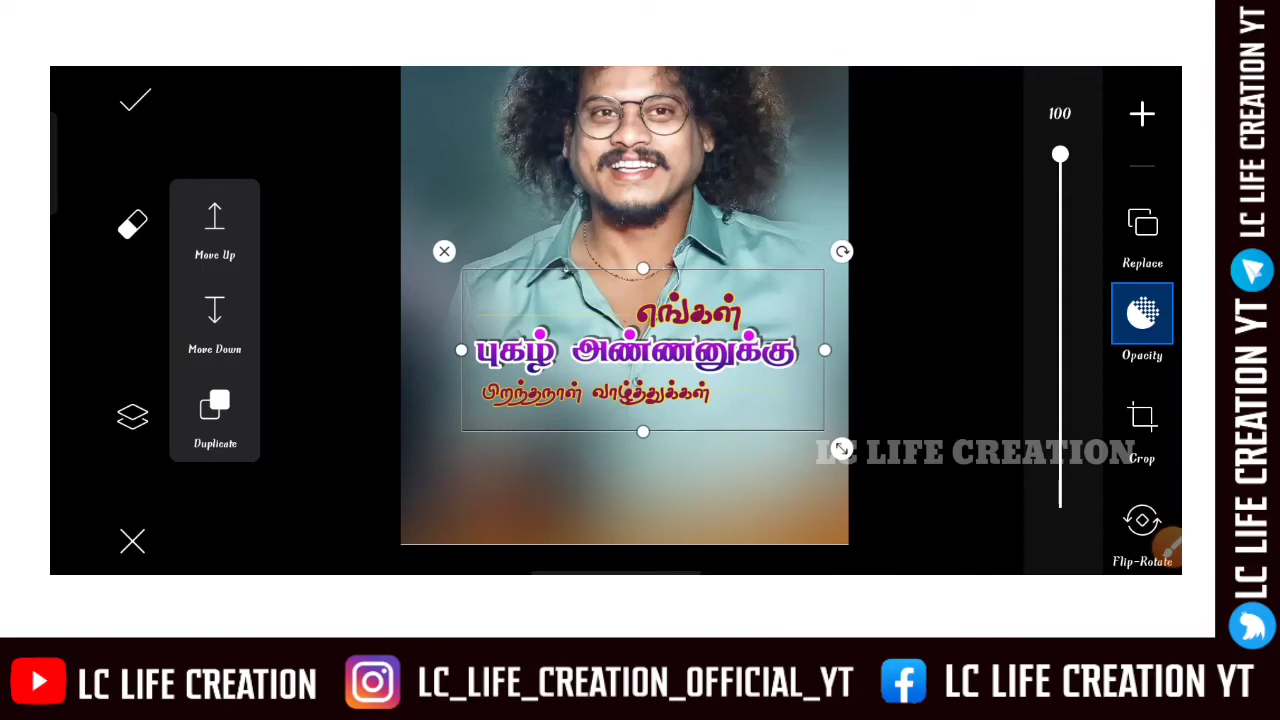 100
Move Up
Move Down
Duplicate
எங்கள்
புகழ் அண்ணனுக்கு
பிறந்தநாள் வாழ்த்துக்கள்
Replace
Opacity
Crop
Flip-Rotate
LC LIFE CREATION
LC LIFE CREATION YT
LC LIFE CREATION YT
LC LIFE CREATION
LC_LIFE_CREATION_OFFICIAL_YT
LC LIFE CREATION YT